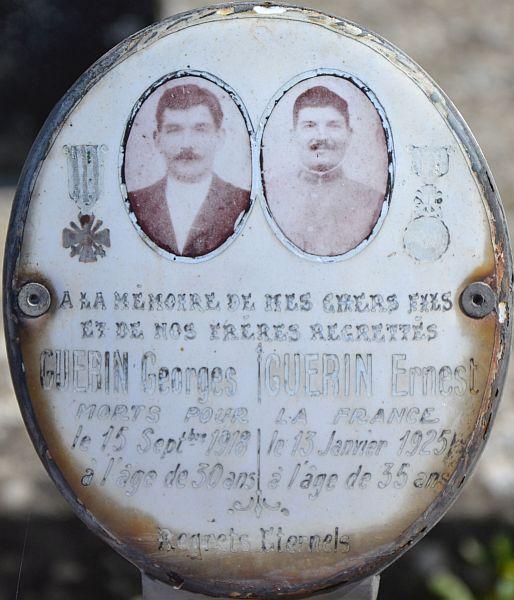 A LA MÉMOIRE DE MES CHERS FILS
ET DE NOS FRÈRES REGRETTÉS
GUERIN Georges GUERIN Ernest
MORTS POUR LA FRANCE
le 15 Septbre 1918 le 13 Janvier 1925
à l'âge de 30 ans à l'âge de 35 ans
Regrets Eternels